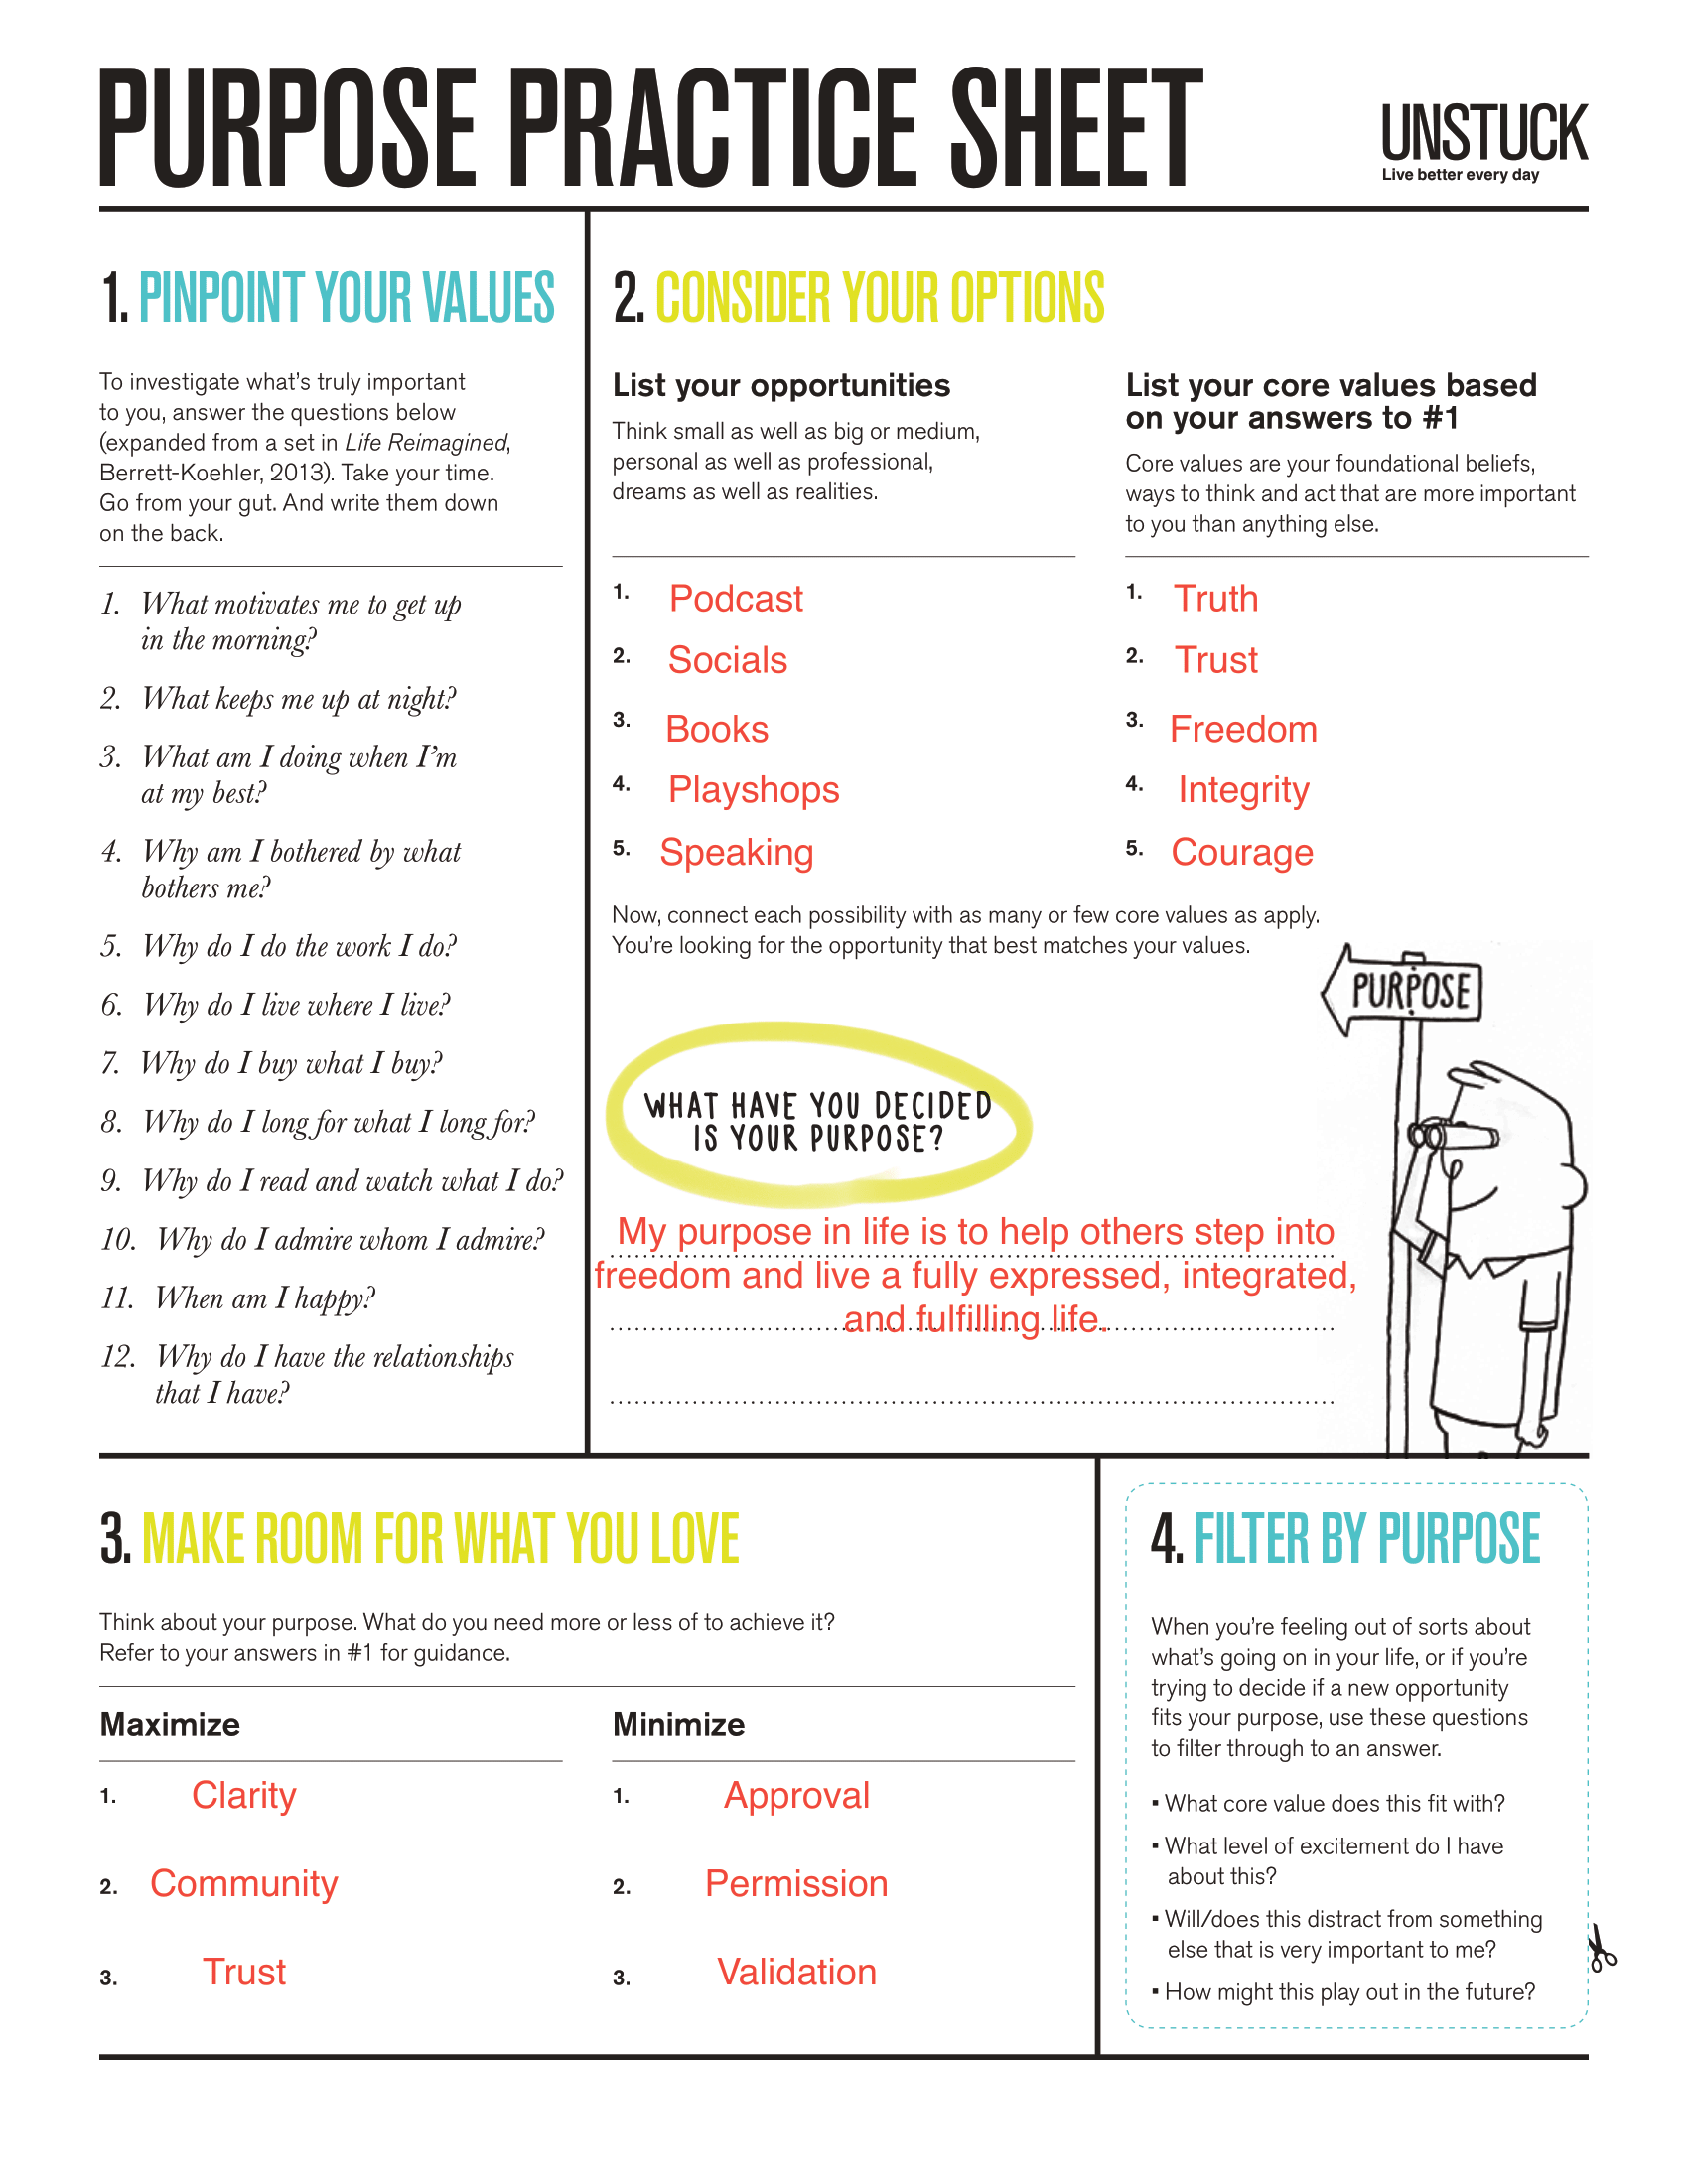 PURPOSE PRACTICE SHEET
UNSTUCK
Live better every day
1. PINPOINT YOUR VALUES
To investigate what's truly important
to you, answer the questions below
(expanded from a set in Life Reimagined,
Berrett-Koehler, 2013). Take your time.
Go from your gut. And write them down
on the back.
1. What motivates me to get up
in the morning?
2. What keeps me up at night?
3. What am I doing when I'm
at my best?
4. Why am I bothered by what
bothers me?
5. Why do I do the work I do?
6. Why do I live where I live?
7. Why do I buy what I buy?
8. Why do I long for what I long for?
9. Why do I read and watch what I do?
10. Why do I admire whom I admire?
11. When am I happy?
12. Why do I have the relationships
that I have?
2. CONSIDER YOUR OPTIONS
List your opportunities
Think small as well as big or medium,
personal as well as professional,
dreams as well as realities.
1. Podcast
2. Socials
3. Books
4. Playshops
5. Speaking
List your core values based
on your answers to #1
Core values are your foundational beliefs,
ways to think and act that are more important
to you than anything else.
1. Truth
2. Trust
3. Freedom
4. Integrity
5. Courage
Now, connect each possibility with as many or few core values as apply.
You're looking for the opportunity that best matches your values.
PURPOSE
WHAT HAVE YOU DECIDED
IS YOUR PURPOSE?
My purpose in life is to help others step into
freedom and live a fully expressed, integrated,
and fulfilling life.
3. MAKE ROOM FOR WHAT YOU LOVE
Think about your purpose. What do you need more or less of to achieve it?
Refer to your answers in #1 for guidance.
Maximize
1. Clarity
2. Community
3. Trust
Minimize
1. Approval
2. Permission
3. Validation
4. FILTER BY PURPOSE
When you're feeling out of sorts about
what's going on in your life, or if you're
trying to decide if a new opportunity
fits your purpose, use these questions
to filter through to an answer.
▪ What core value does this fit with?
▪ What level of excitement do I have
about this?
▪ Will/does this distract from something
else that is very important to me?
▪ How might this play out in the future?